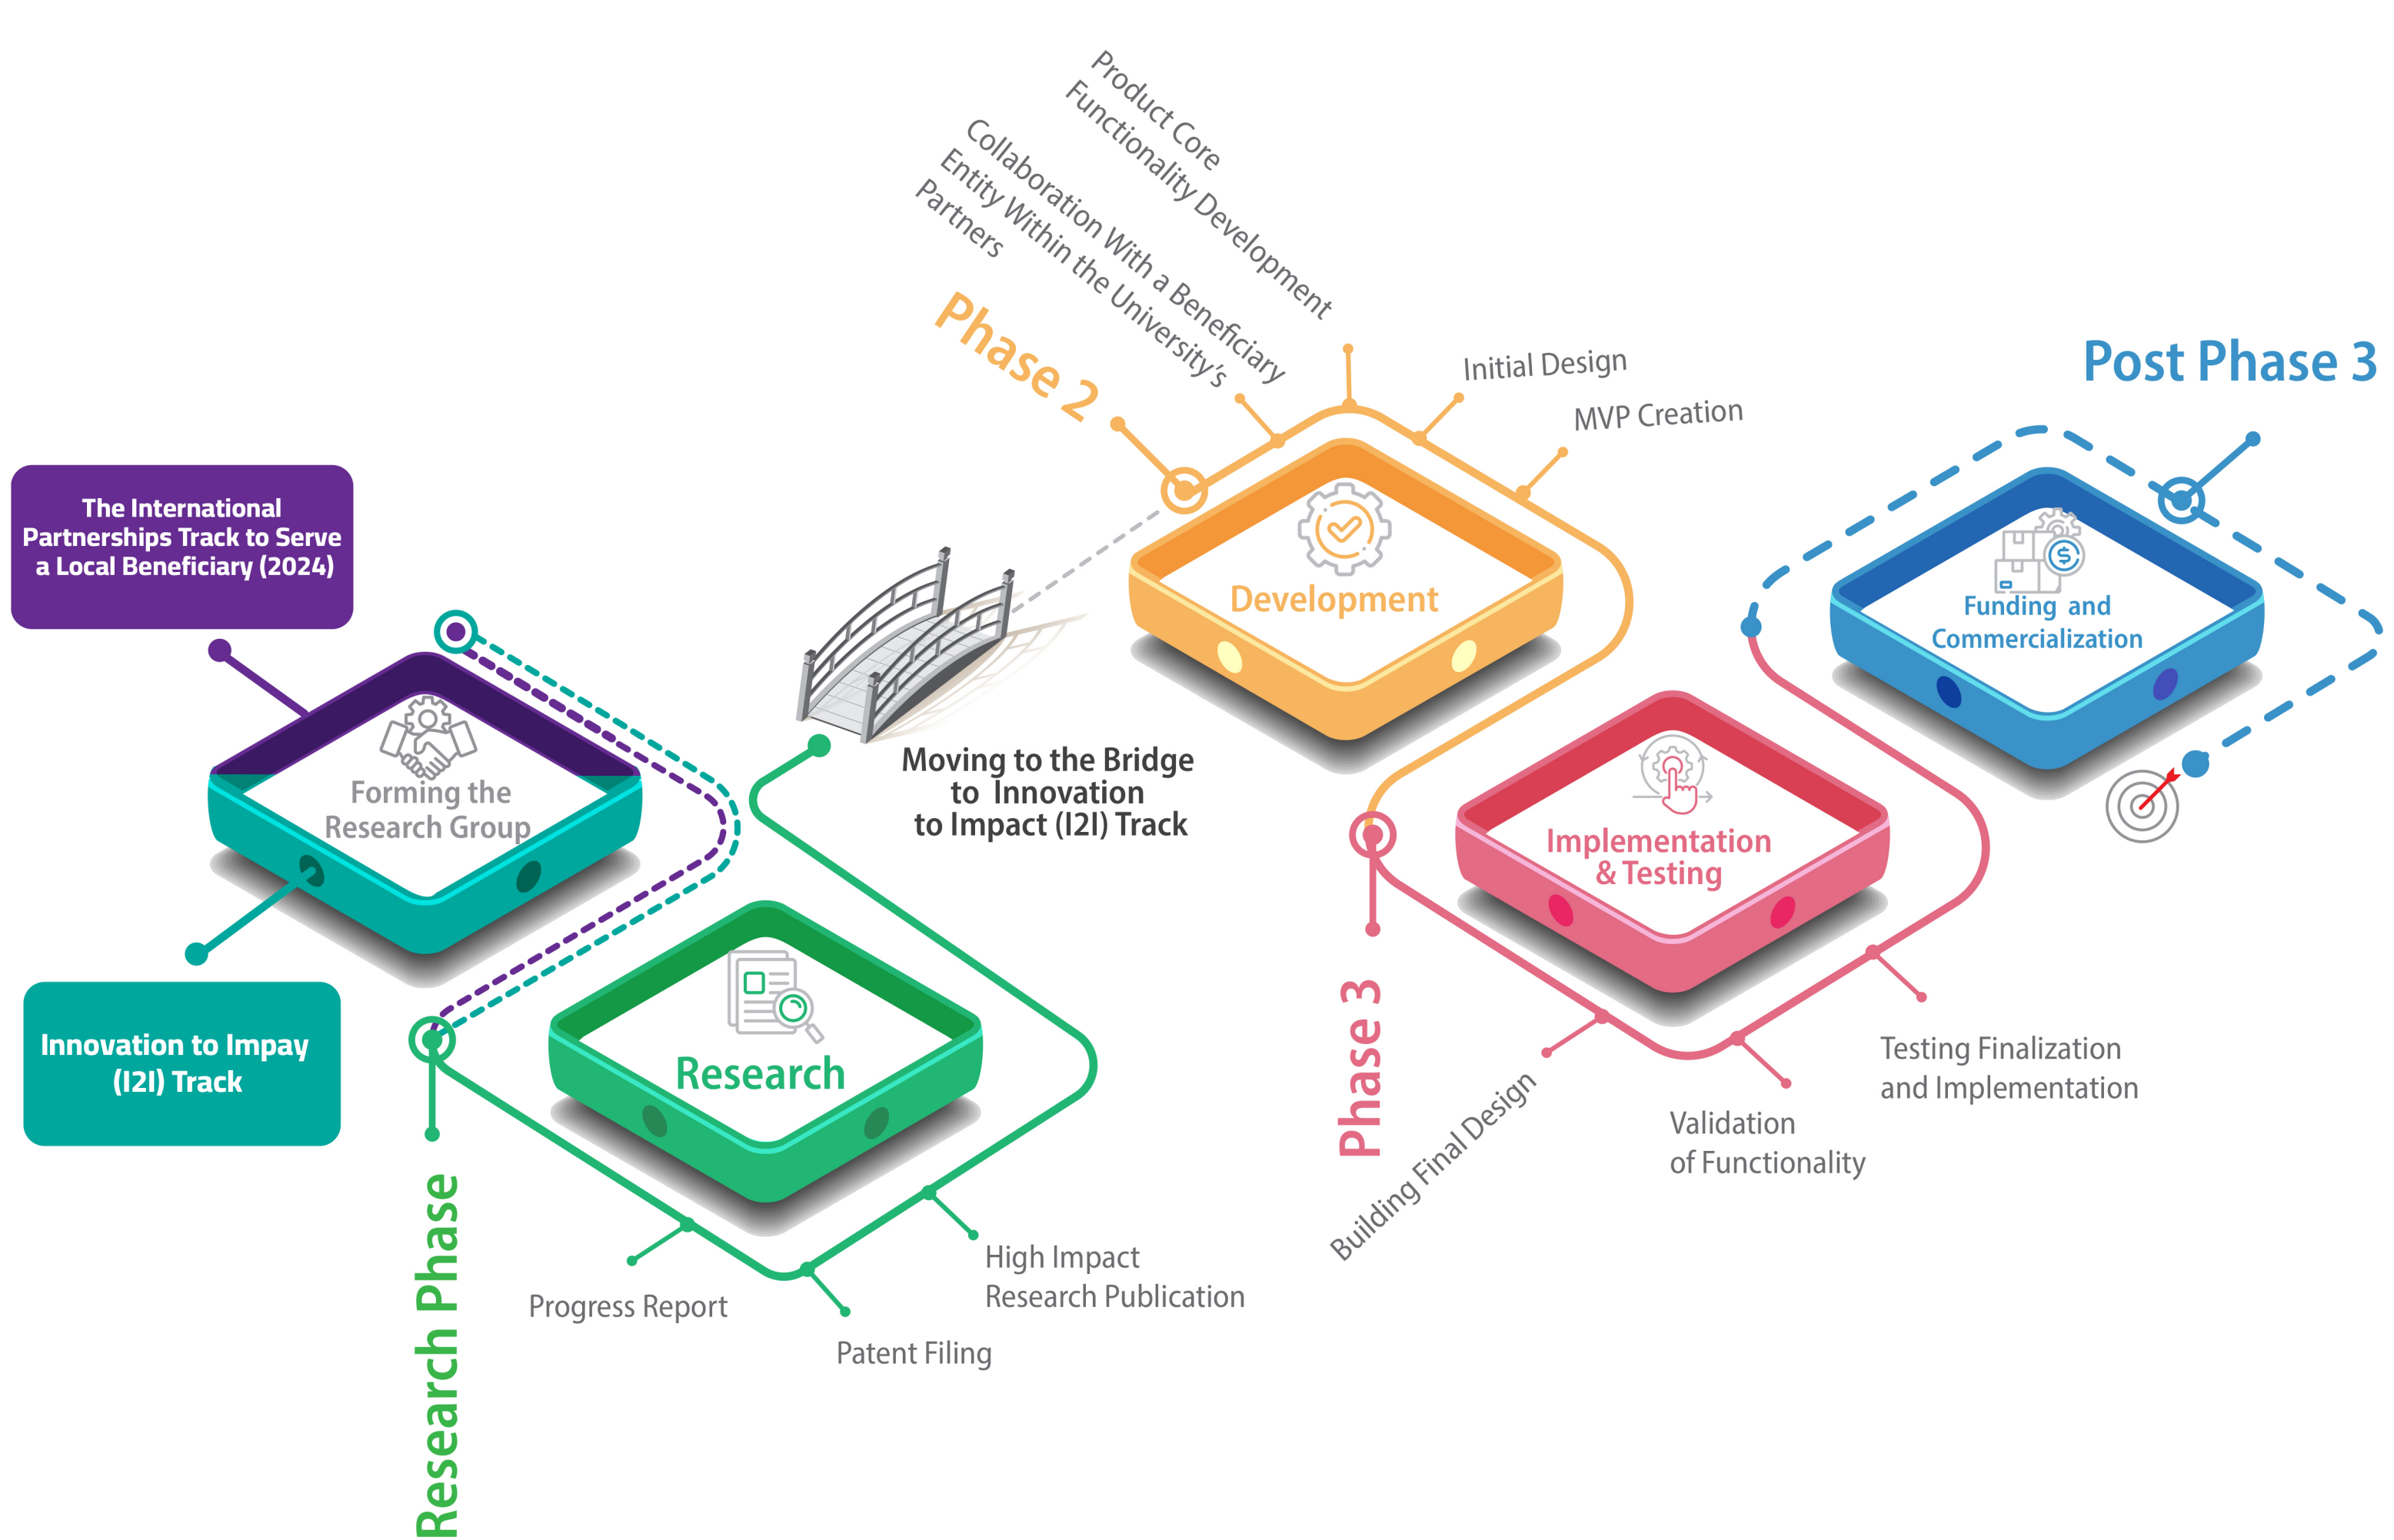 The International
Partnerships Track to Serve
a Local Beneficiary (2024)
Forming the
Research Group
Innovation to Impay
(I2I) Track
Research Phase
Research
Progress Report
Patent Filing
High Impact
Research Publication
Moving to the Bridge
to Innovation
to Impact (I2I) Track
Phase 2
Collaboration With a Beneficiary
Entity Within the University's
Partners
Product Core
Functionality Development
Initial Design
MVP Creation
Development
Phase 3
Implementation
& Testing
Building Final Design
Validation
of Functionality
Testing Finalization
and Implementation
Post Phase 3
Funding and
Commercialization
$